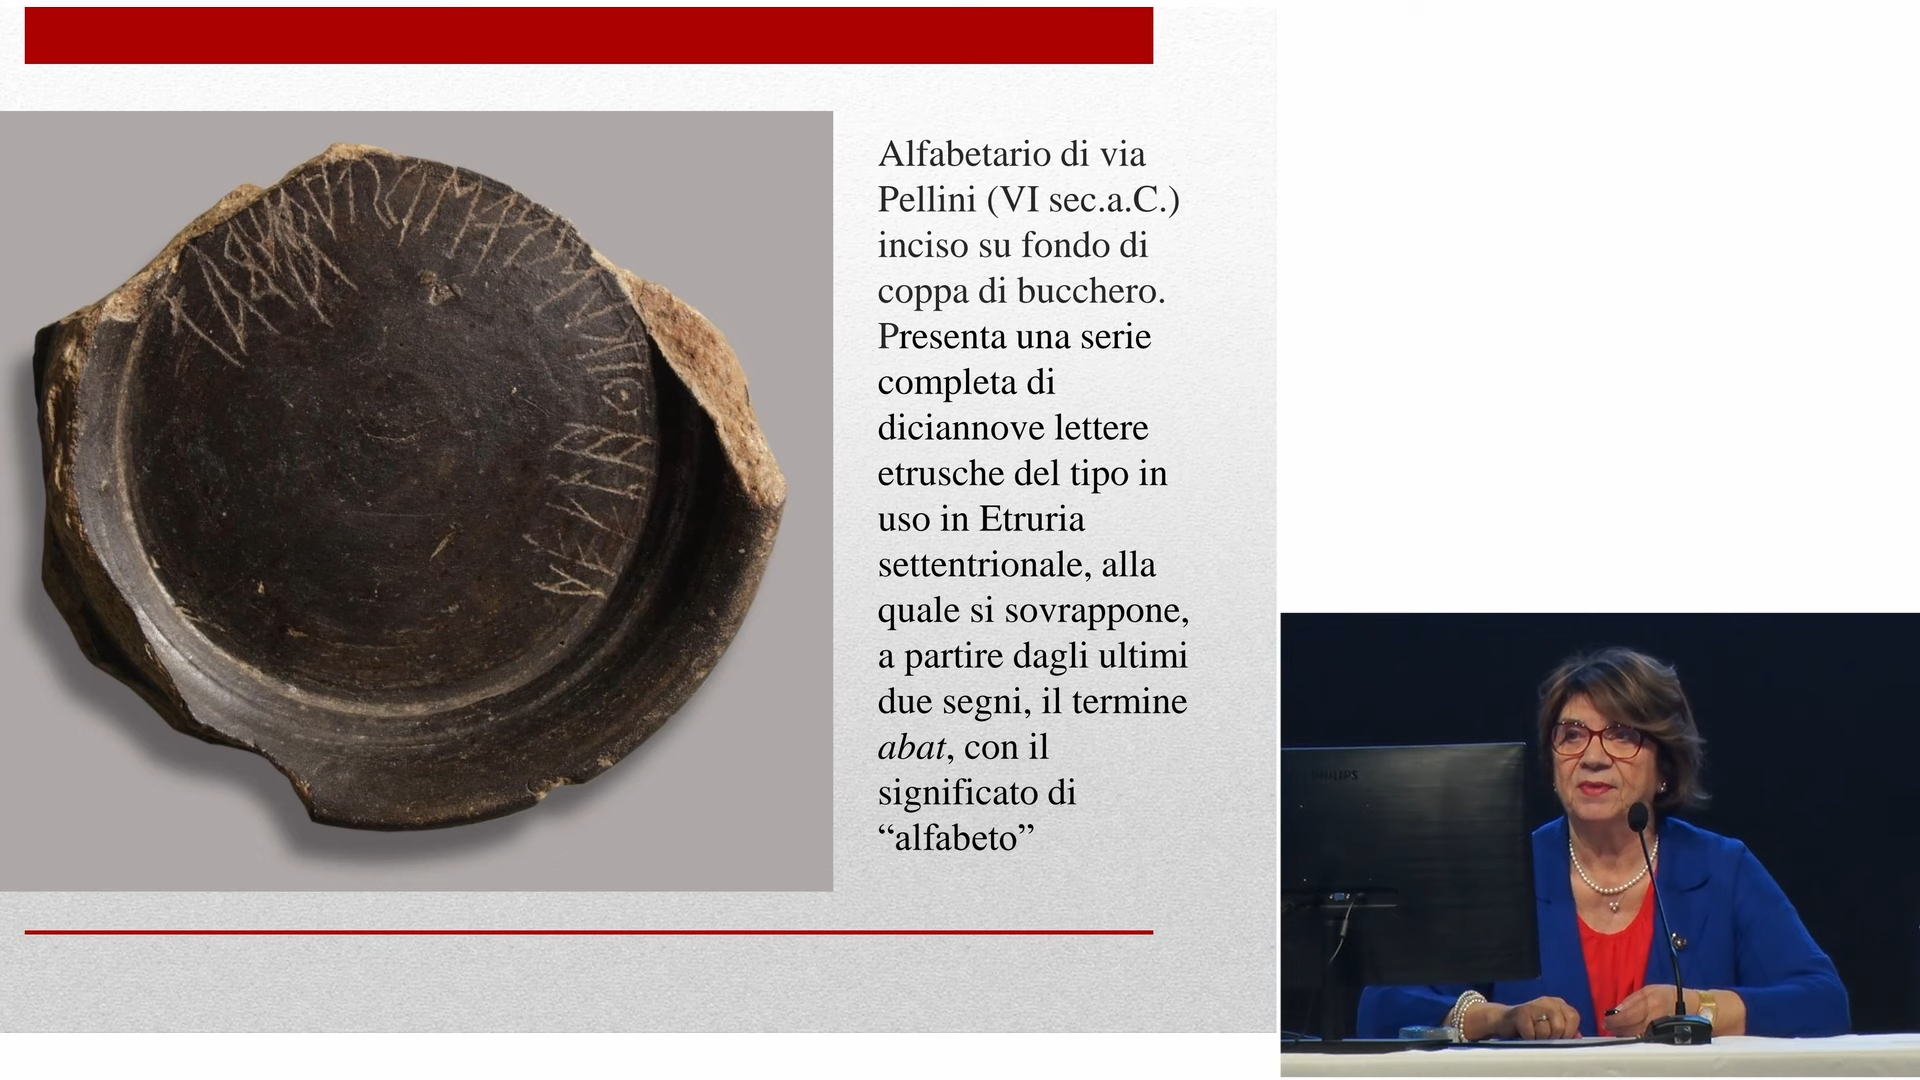 Alfabetario di via
Pellini (VI sec.a.C.)
inciso su fondo di
coppa di bucchero.
Presenta una serie
completa di
diciannove lettere
etrusche del tipo in
uso in Etruria
settentrionale, alla
quale si sovrappone,
a partire dagli ultimi
due segni, il termine
abat, con il
significato di
“alfabeto”
PHILIPS